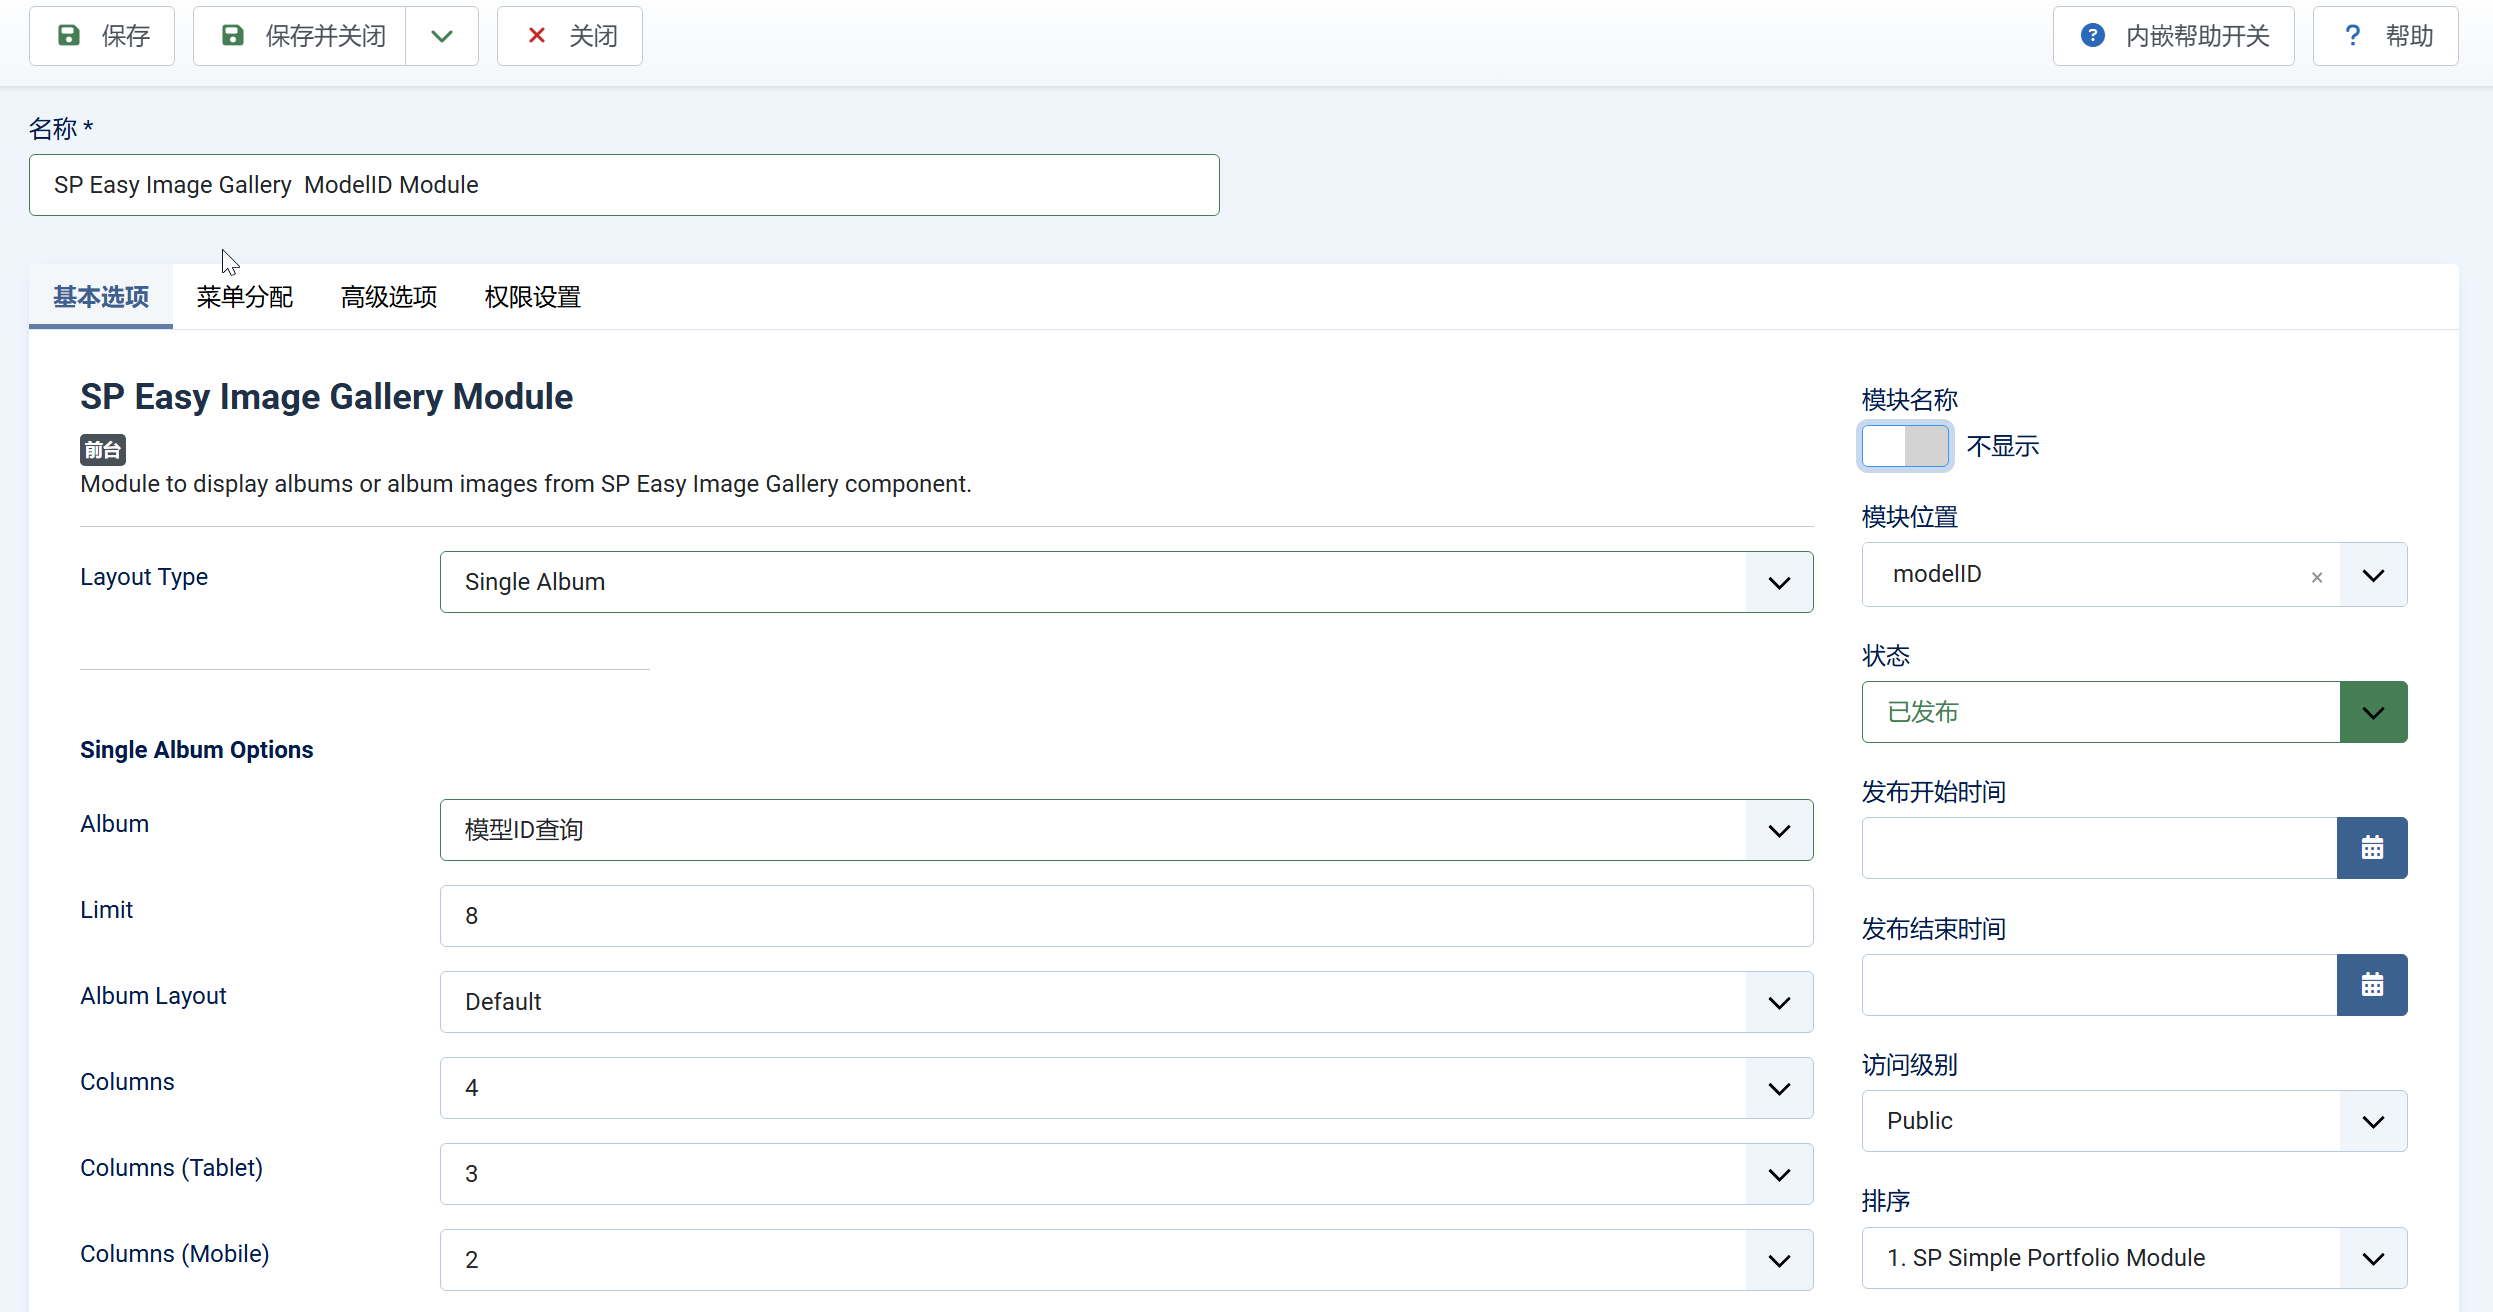 保存
保存并关闭
关闭
内嵌帮助开关
帮助
名称 *
SP Easy Image Gallery  ModelID Module
基本选项
菜单分配
高级选项
权限设置
SP Easy Image Gallery Module
前台
Module to display albums or album images from SP Easy Image Gallery component.
Layout Type
Single Album
Single Album Options
Album
模型ID查询
Limit
8
Album Layout
Default
Columns
4
Columns (Tablet)
3
Columns (Mobile)
2
模块名称
不显示
模块位置
modelID
状态
已发布
发布开始时间
发布结束时间
访问级别
Public
排序
1. SP Simple Portfolio Module